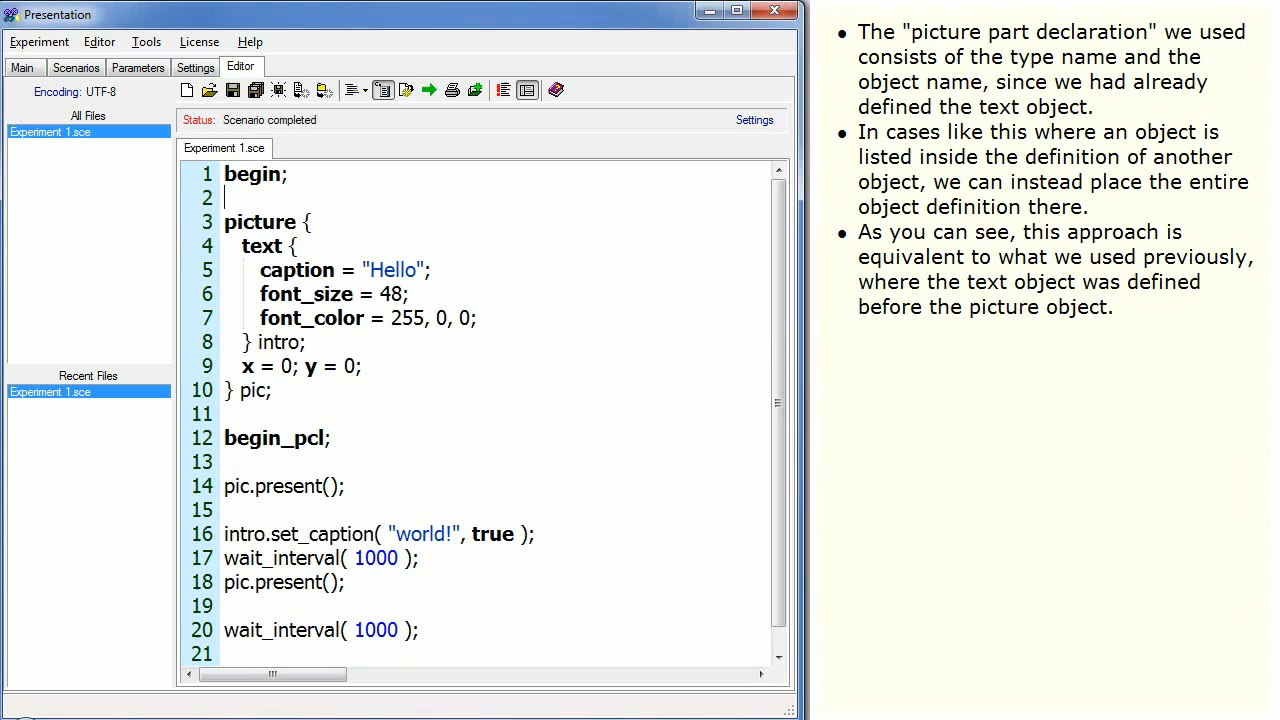 Presentation
Experiment Editor Tools License Help
Main Scenarios Parameters Settings Editor
Encoding: UTF-8
All Files
Experiment 1.sce
Recent Files
Experiment 1.sce
Status: Scenario completed Settings
Experiment 1.sce
1 begin;
2
3 picture {
4 text {
5 caption = "Hello";
6 font_size = 48;
7 font_color = 255, 0, 0;
8 } intro;
9 x = 0; y = 0;
10 } pic;
11
12 begin_pcl;
13
14 pic.present();
15
16 intro.set_caption( "world!", true );
17 wait_interval( 1000 );
18 pic.present();
19
20 wait_interval( 1000 );
21
• The "picture part declaration" we used
consists of the type name and the
object name, since we had already
defined the text object.
• In cases like this where an object is
listed inside the definition of another
object, we can instead place the entire
object definition there.
• As you can see, this approach is
equivalent to what we used previously,
where the text object was defined
before the picture object.